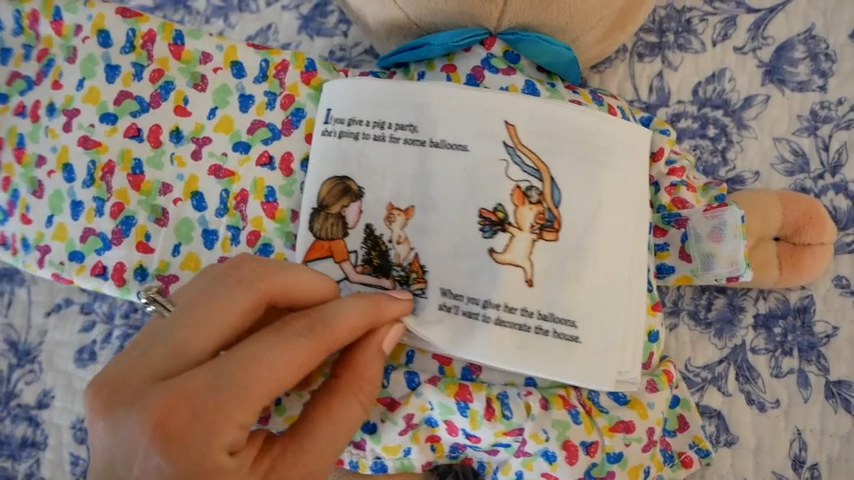 If you give a pig a party,
she's going to ask for some balloons.
When you give her the balloons,
she'll want to decorate the house.